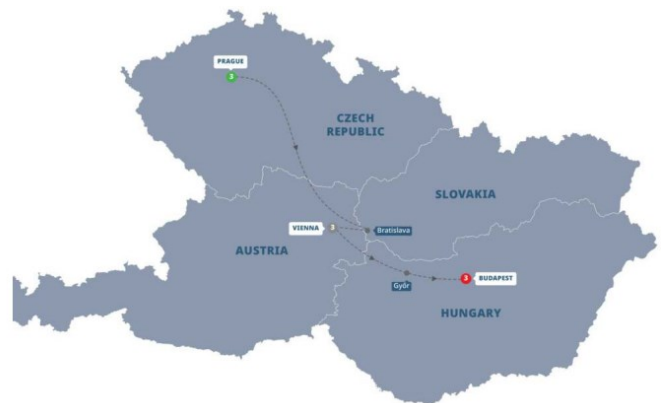 PRAGUE
3
CZECH
REPUBLIC
SLOVAKIA
VIENNA
3
Bratislava
AUSTRIA
Győr
3
BUDAPEST
HUNGARY